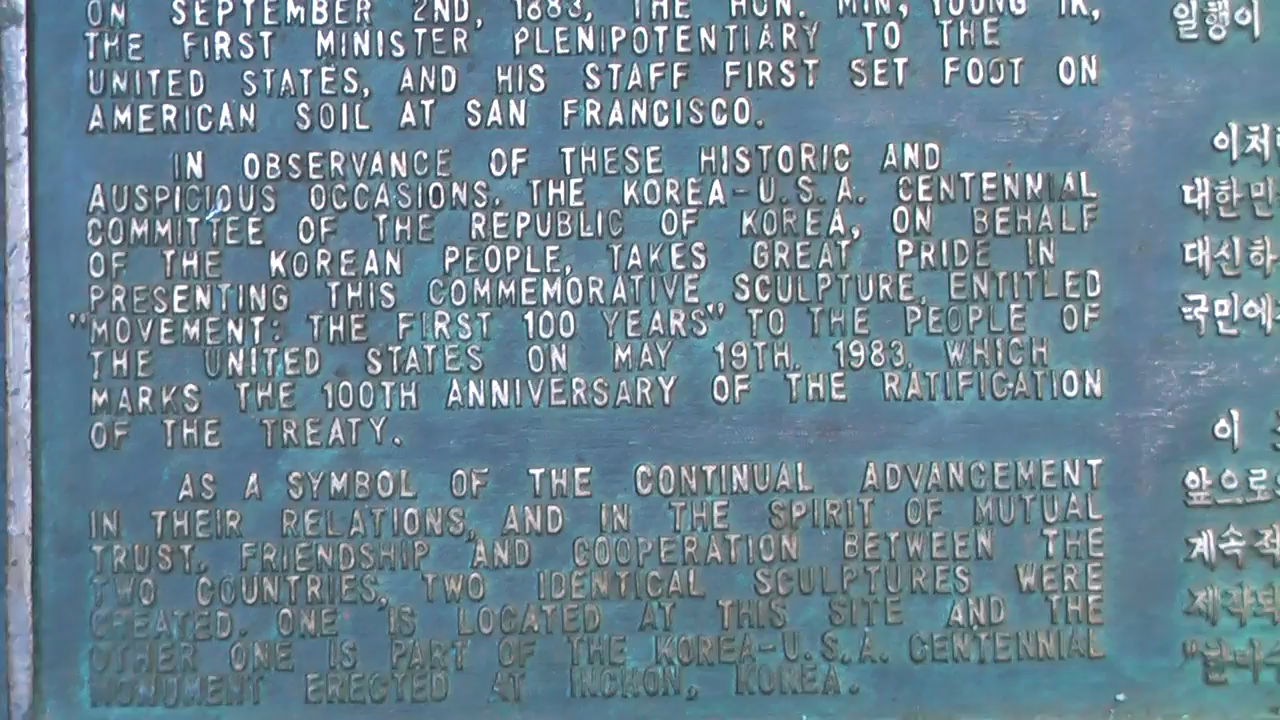 ON SEPTEMBER 2ND, 1883, THE HON. MIN, YOUNG IK,
THE FIRST MINISTER PLENIPOTENTIARY TO THE
UNITED STATES, AND HIS STAFF FIRST SET FOOT ON
AMERICAN SOIL AT SAN FRANCISCO.
IN OBSERVANCE OF THESE HISTORIC AND
AUSPICIOUS OCCASIONS, THE KOREA-U.S.A. CENTENNIAL
COMMITTEE OF THE REPUBLIC OF KOREA, ON BEHALF
OF THE KOREAN PEOPLE, TAKES GREAT PRIDE IN
PRESENTING THIS COMMEMORATIVE SCULPTURE, ENTITLED
"MOVEMENT: THE FIRST 100 YEARS" TO THE PEOPLE OF
THE UNITED STATES ON MAY 19TH, 1983, WHICH
MARKS THE 100TH ANNIVERSARY OF THE RATIFICATION
OF THE TREATY.
AS A SYMBOL OF THE CONTINUAL ADVANCEMENT
IN THEIR RELATIONS, AND IN THE SPIRIT OF MUTUAL
TRUST, FRIENDSHIP AND COOPERATION BETWEEN THE
TWO COUNTRIES, TWO IDENTICAL SCULPTURES WERE
CREATED. ONE IS LOCATED AT THIS SITE AND THE
OTHER ONE IS PART OF THE KOREA-U.S.A. CENTENNIAL
MONUMENT ERECTED AT INCHON, KOREA.
일행이
이처
대한민
대신하
국민에
이
앞으로
계속적
제작되